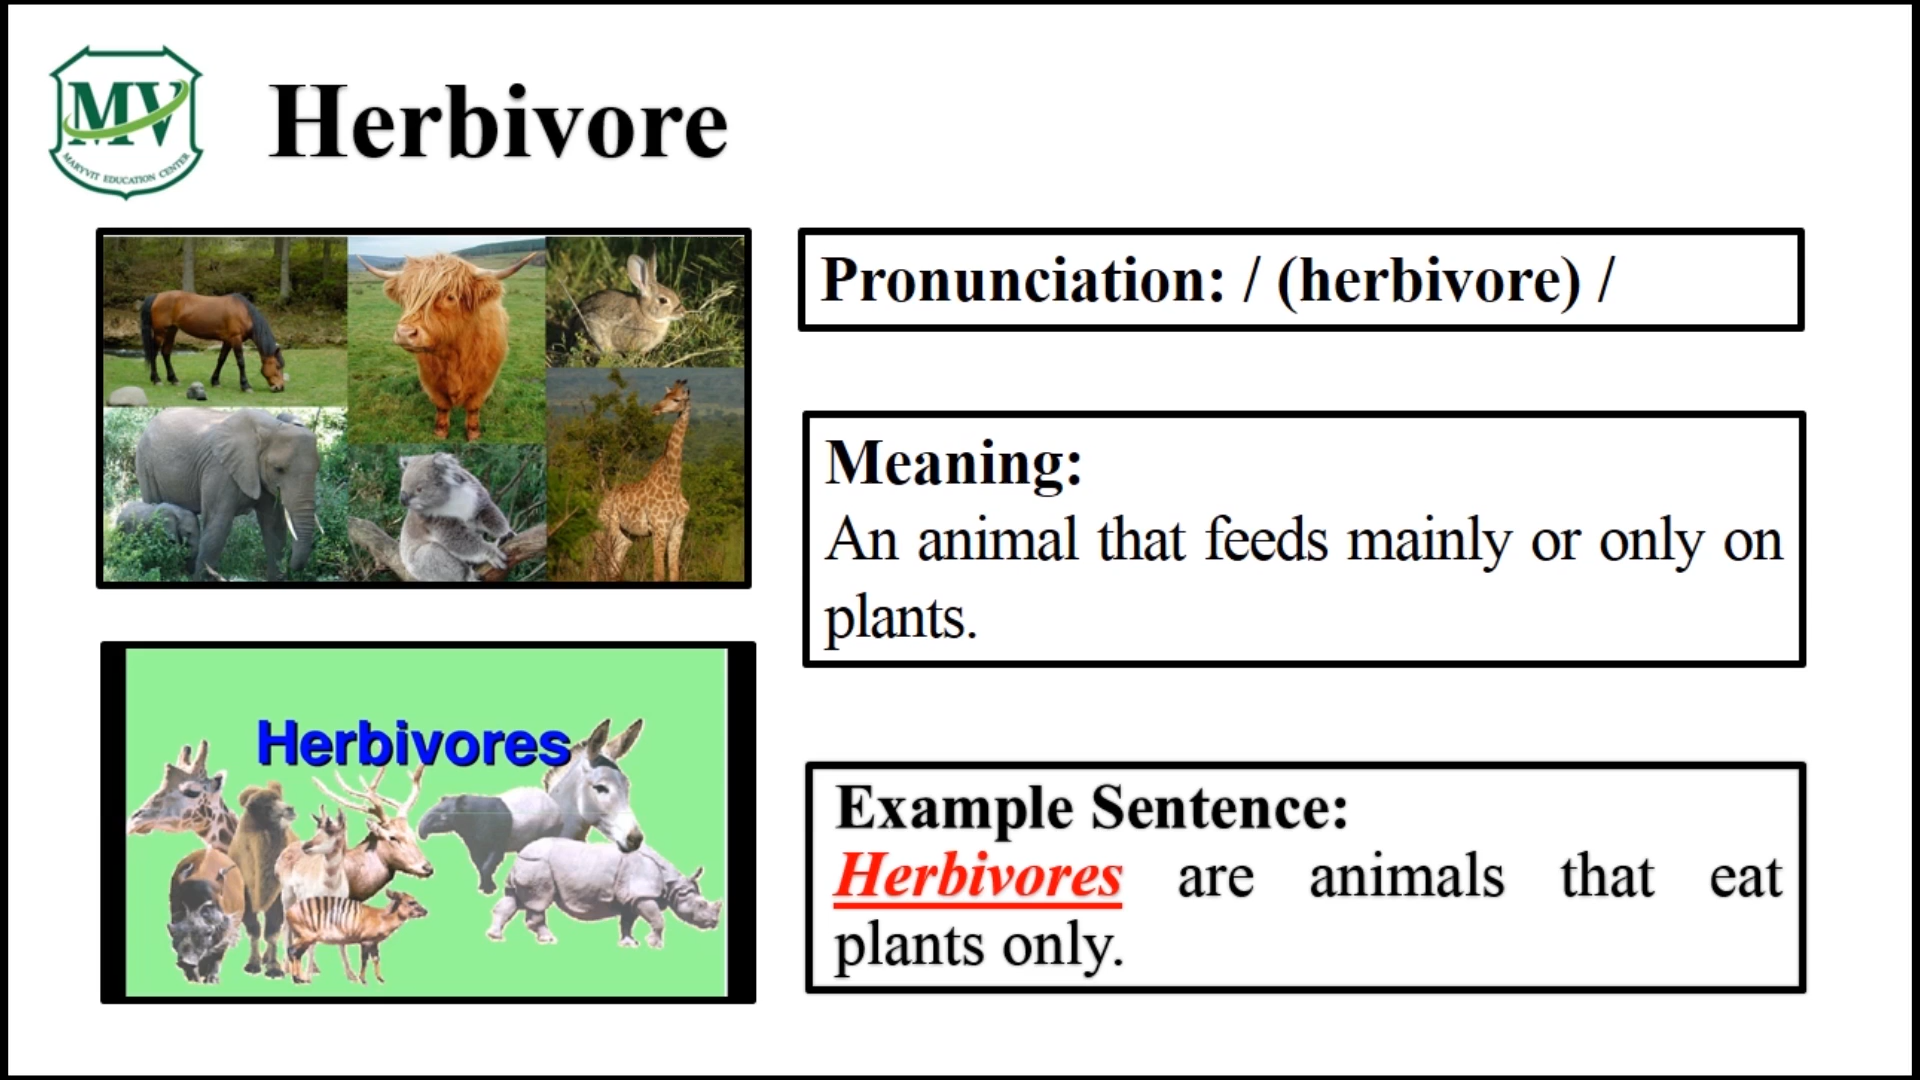 MV
MARYVIT EDUCATION CENTER
Herbivore
Pronunciation: / (herbivore) /
Meaning:
An animal that feeds mainly or only on
plants.
Herbivores
Example Sentence:
Herbivores are animals that eat
plants only.